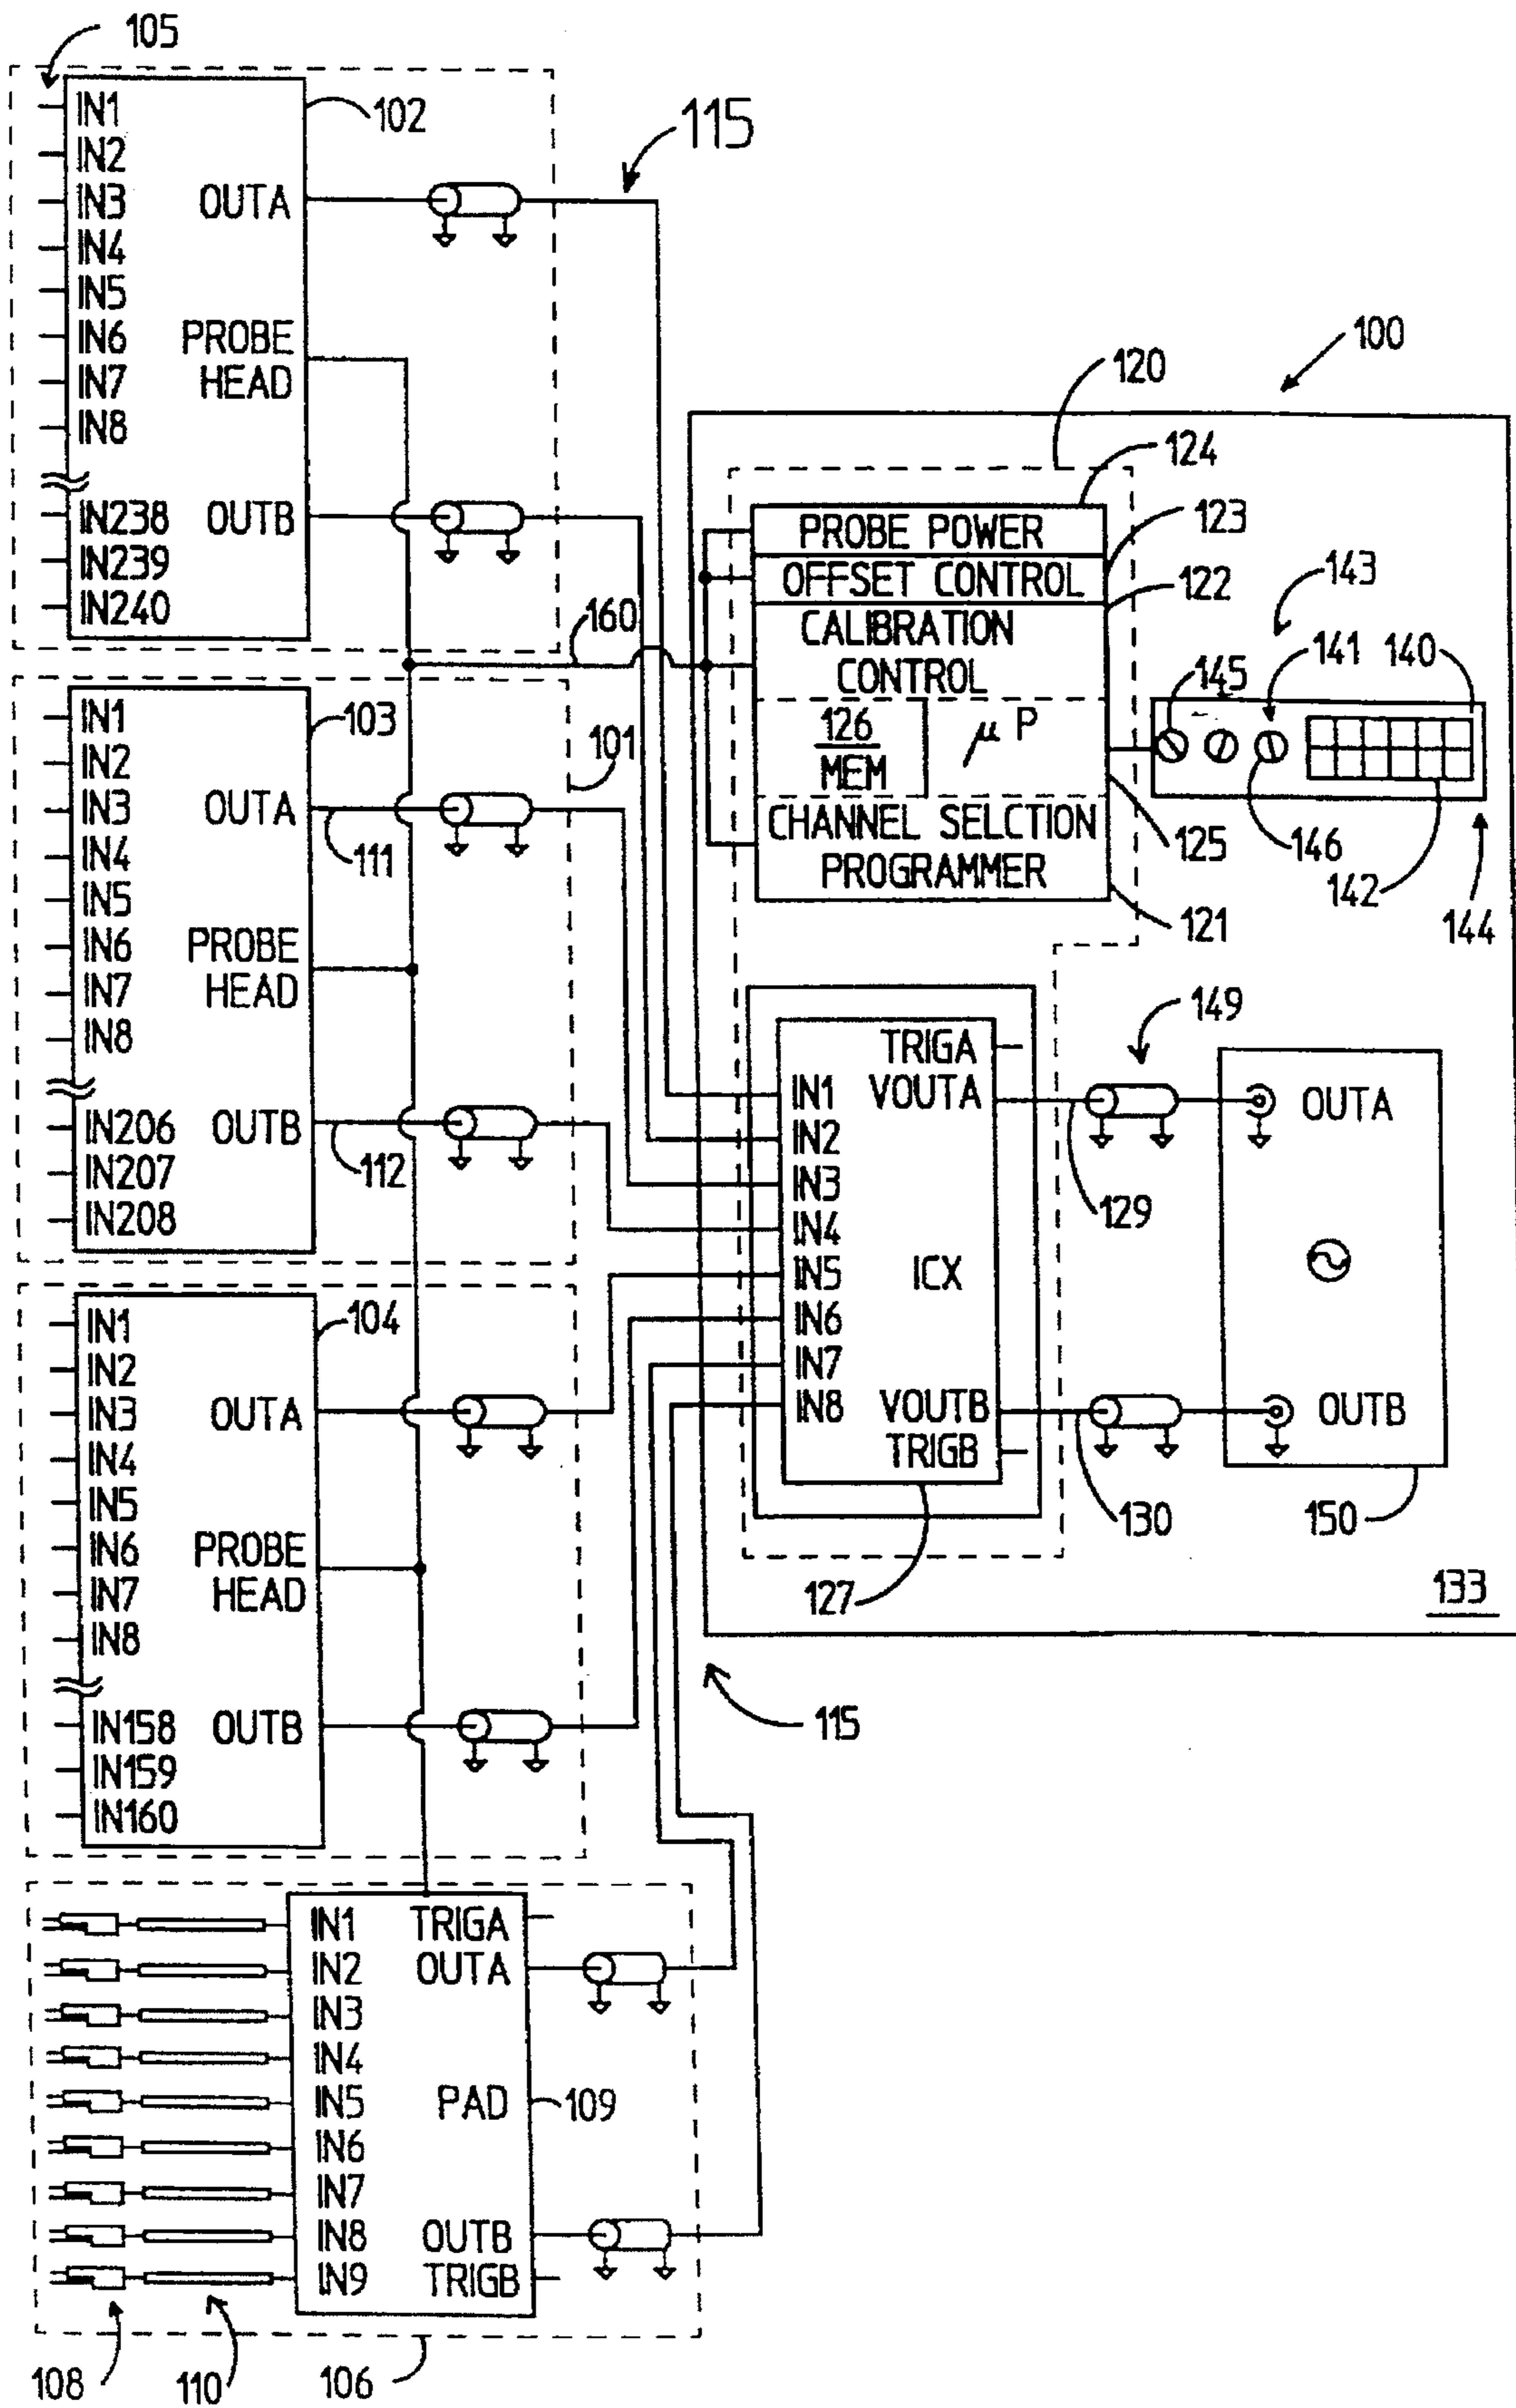 105
IN1
102
IN2
115
IN3 OUTA
IN4
IN5
IN6 PROBE
IN7 HEAD
IN8
IN238 OUTB
IN239
IN240
100
120
124
PROBE POWER
123
OFFSET CONTROL
122
CALIBRATION
CONTROL
160
143
141 140
145
126
MEM
μP
CHANNEL SELCTION
PROGRAMMER
125
146
142
144
121
IN1
103
IN2
101
IN3 OUTA
111
IN4
IN5
IN6 PROBE
IN7 HEAD
IN8
IN206 OUTB
112
IN207
IN208
TRIGA
149
IN1 VOUTA
OUTA
IN2
IN3
129
IN4
IN5 ICX
IN6
IN7
IN8 VOUTB
OUTB
TRIGB
130
150
127
133
IN1
104
IN2
IN3 OUTA
IN4
IN5
IN6 PROBE
IN7 HEAD
IN8
IN158 OUTB
115
IN159
IN160
IN1 TRIGA
IN2 OUTA
IN3
IN4
IN5 PAD
109
IN6
IN7
IN8 OUTB
IN9 TRIGB
108
110
106